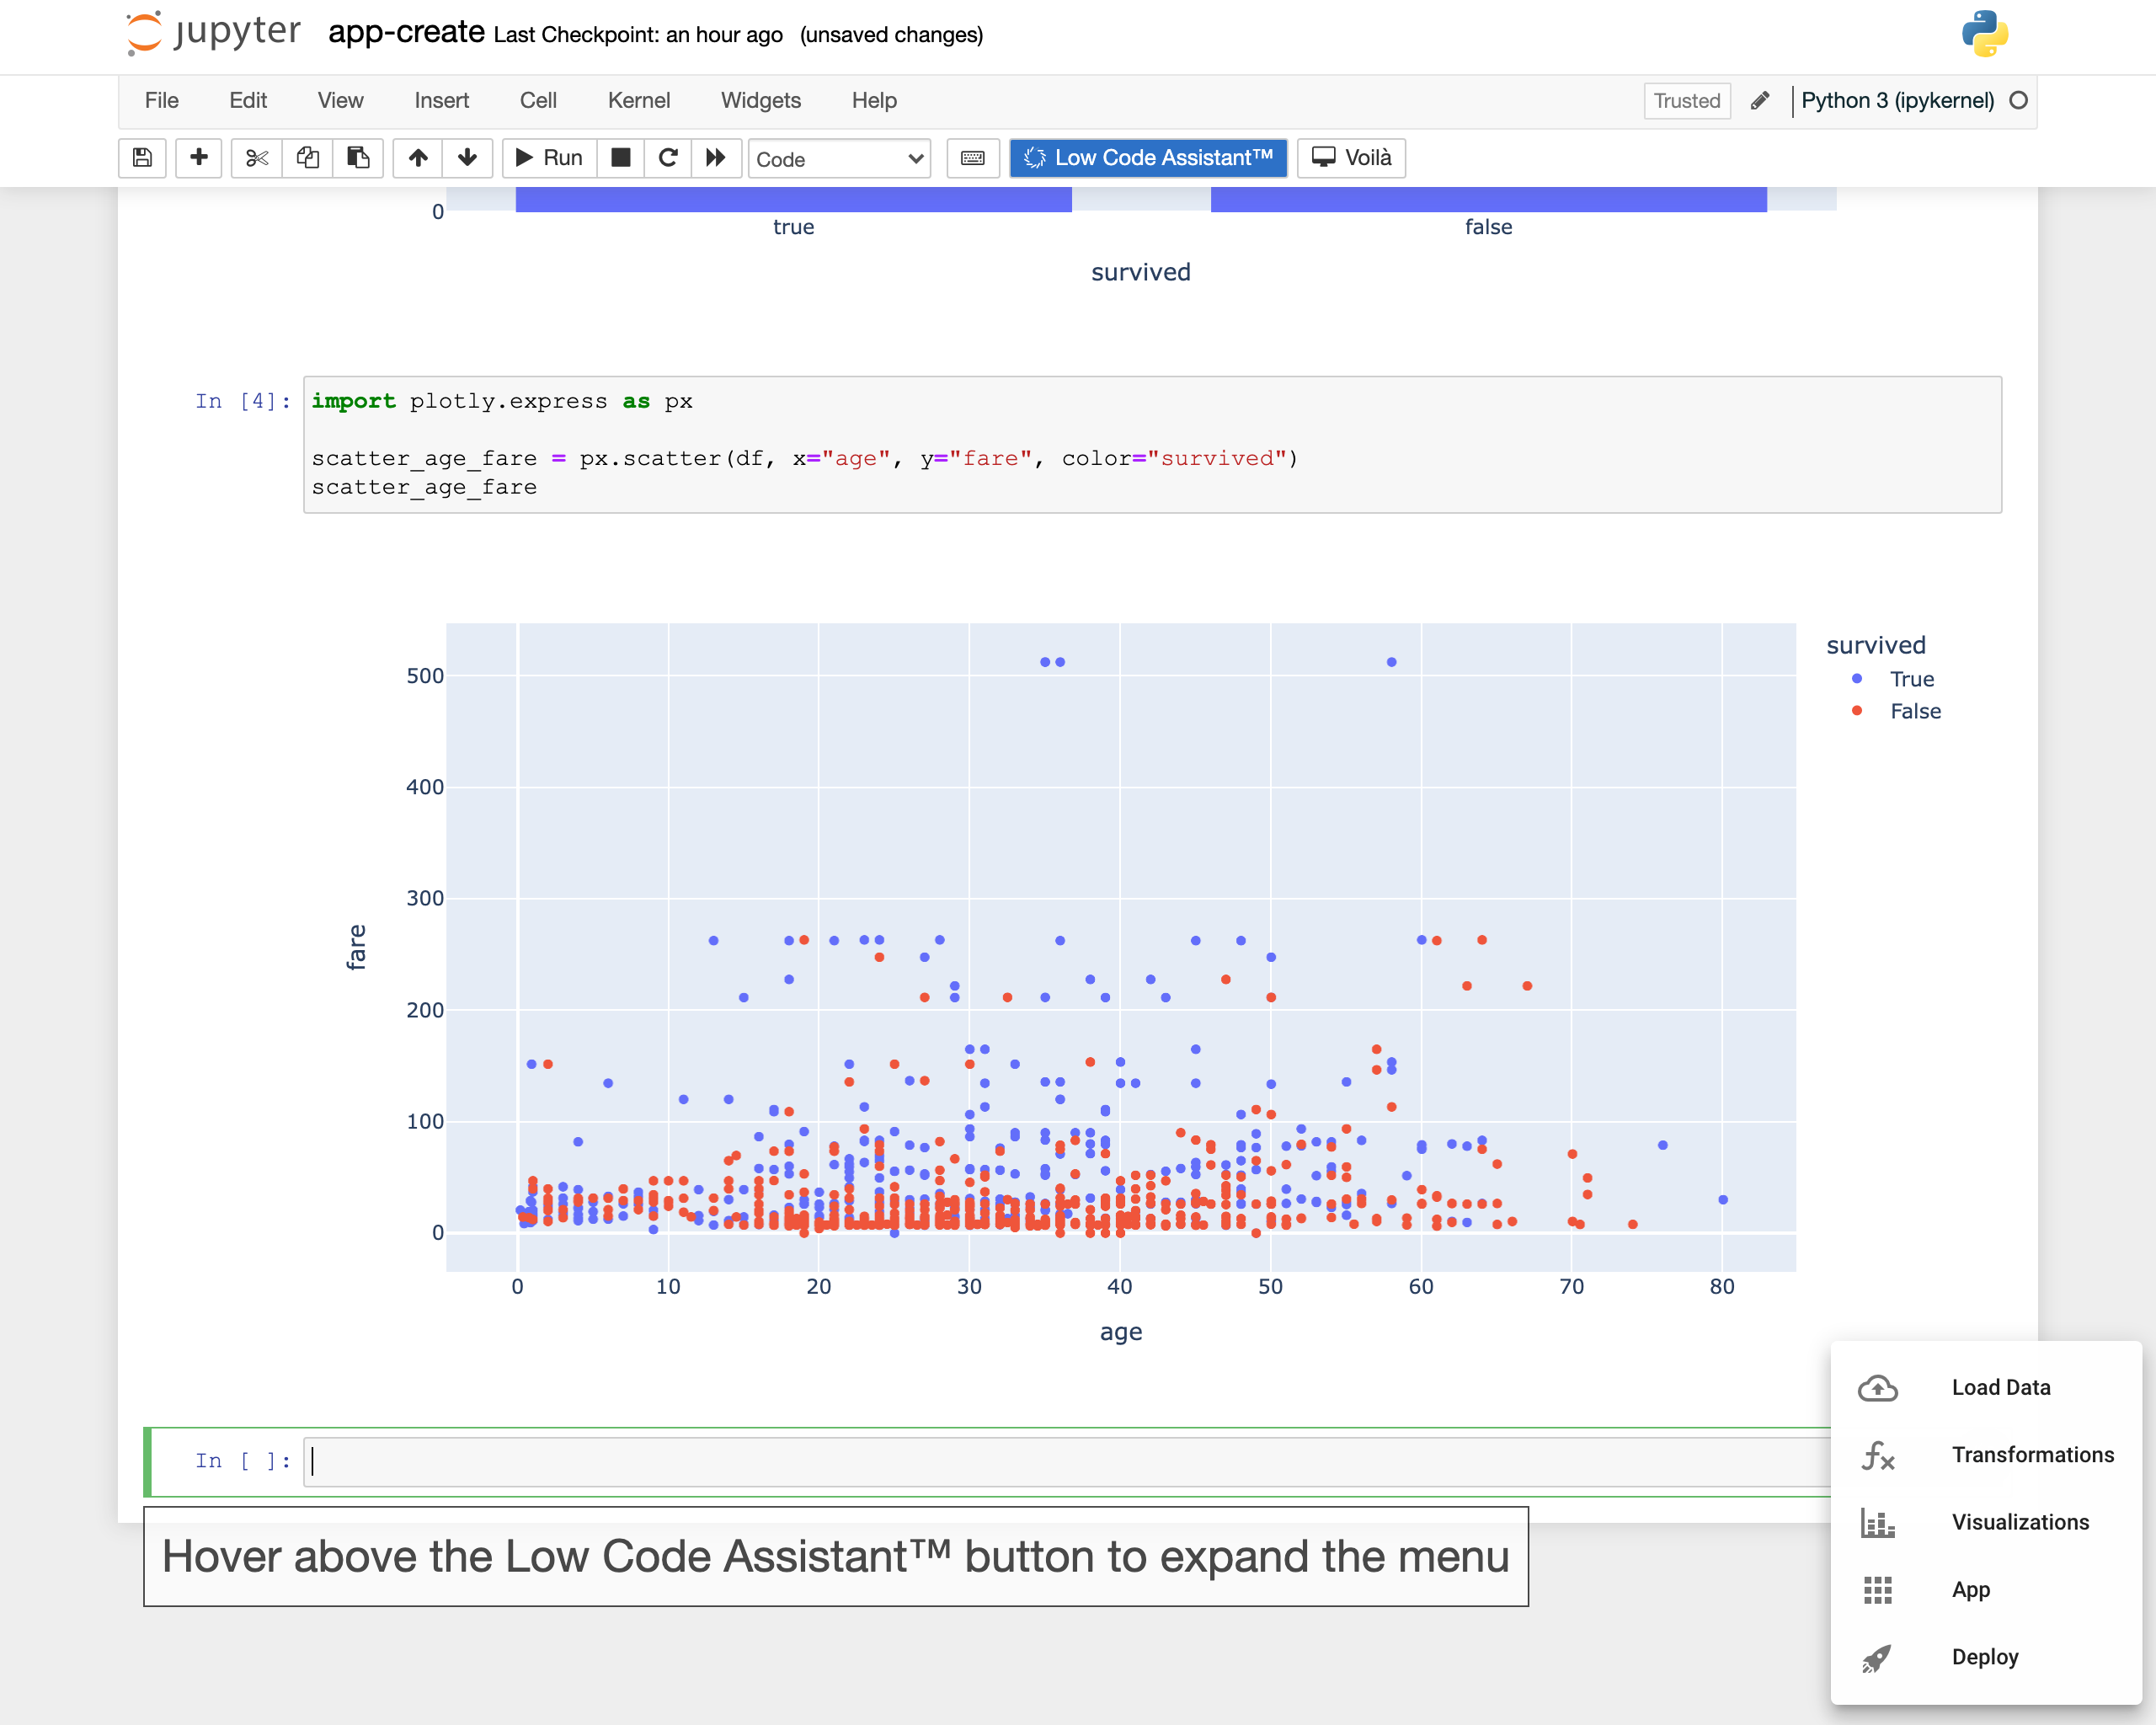 jupyter app-create Last Checkpoint: an hour ago (unsaved changes)
File Edit View Insert Cell Kernel Widgets Help Trusted Python 3 (ipykernel)
Run Code Low Code Assistant™ Voilà
0
true false
survived
In [4]: import plotly.express as px
scatter_age_fare = px.scatter(df, x="age", y="fare", color="survived")
scatter_age_fare
survived
True
False
500
400
300
200
100
0
fare
0 10 20 30 40 50 60 70 80
age
In [ ]:
Hover above the Low Code Assistant™ button to expand the menu
Load Data
Transformations
Visualizations
App
Deploy